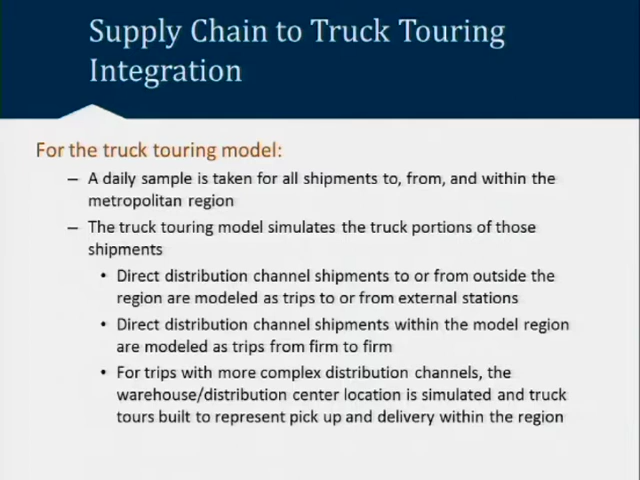 Supply Chain to Truck Touring
Integration
For the truck touring model:
– A daily sample is taken for all shipments to, from, and within the
metropolitan region
– The truck touring model simulates the truck portions of those
shipments
• Direct distribution channel shipments to or from outside the
region are modeled as trips to or from external stations
• Direct distribution channel shipments within the model region
are modeled as trips from firm to firm
• For trips with more complex distribution channels, the
warehouse/distribution center location is simulated and truck
tours built to represent pick up and delivery within the region